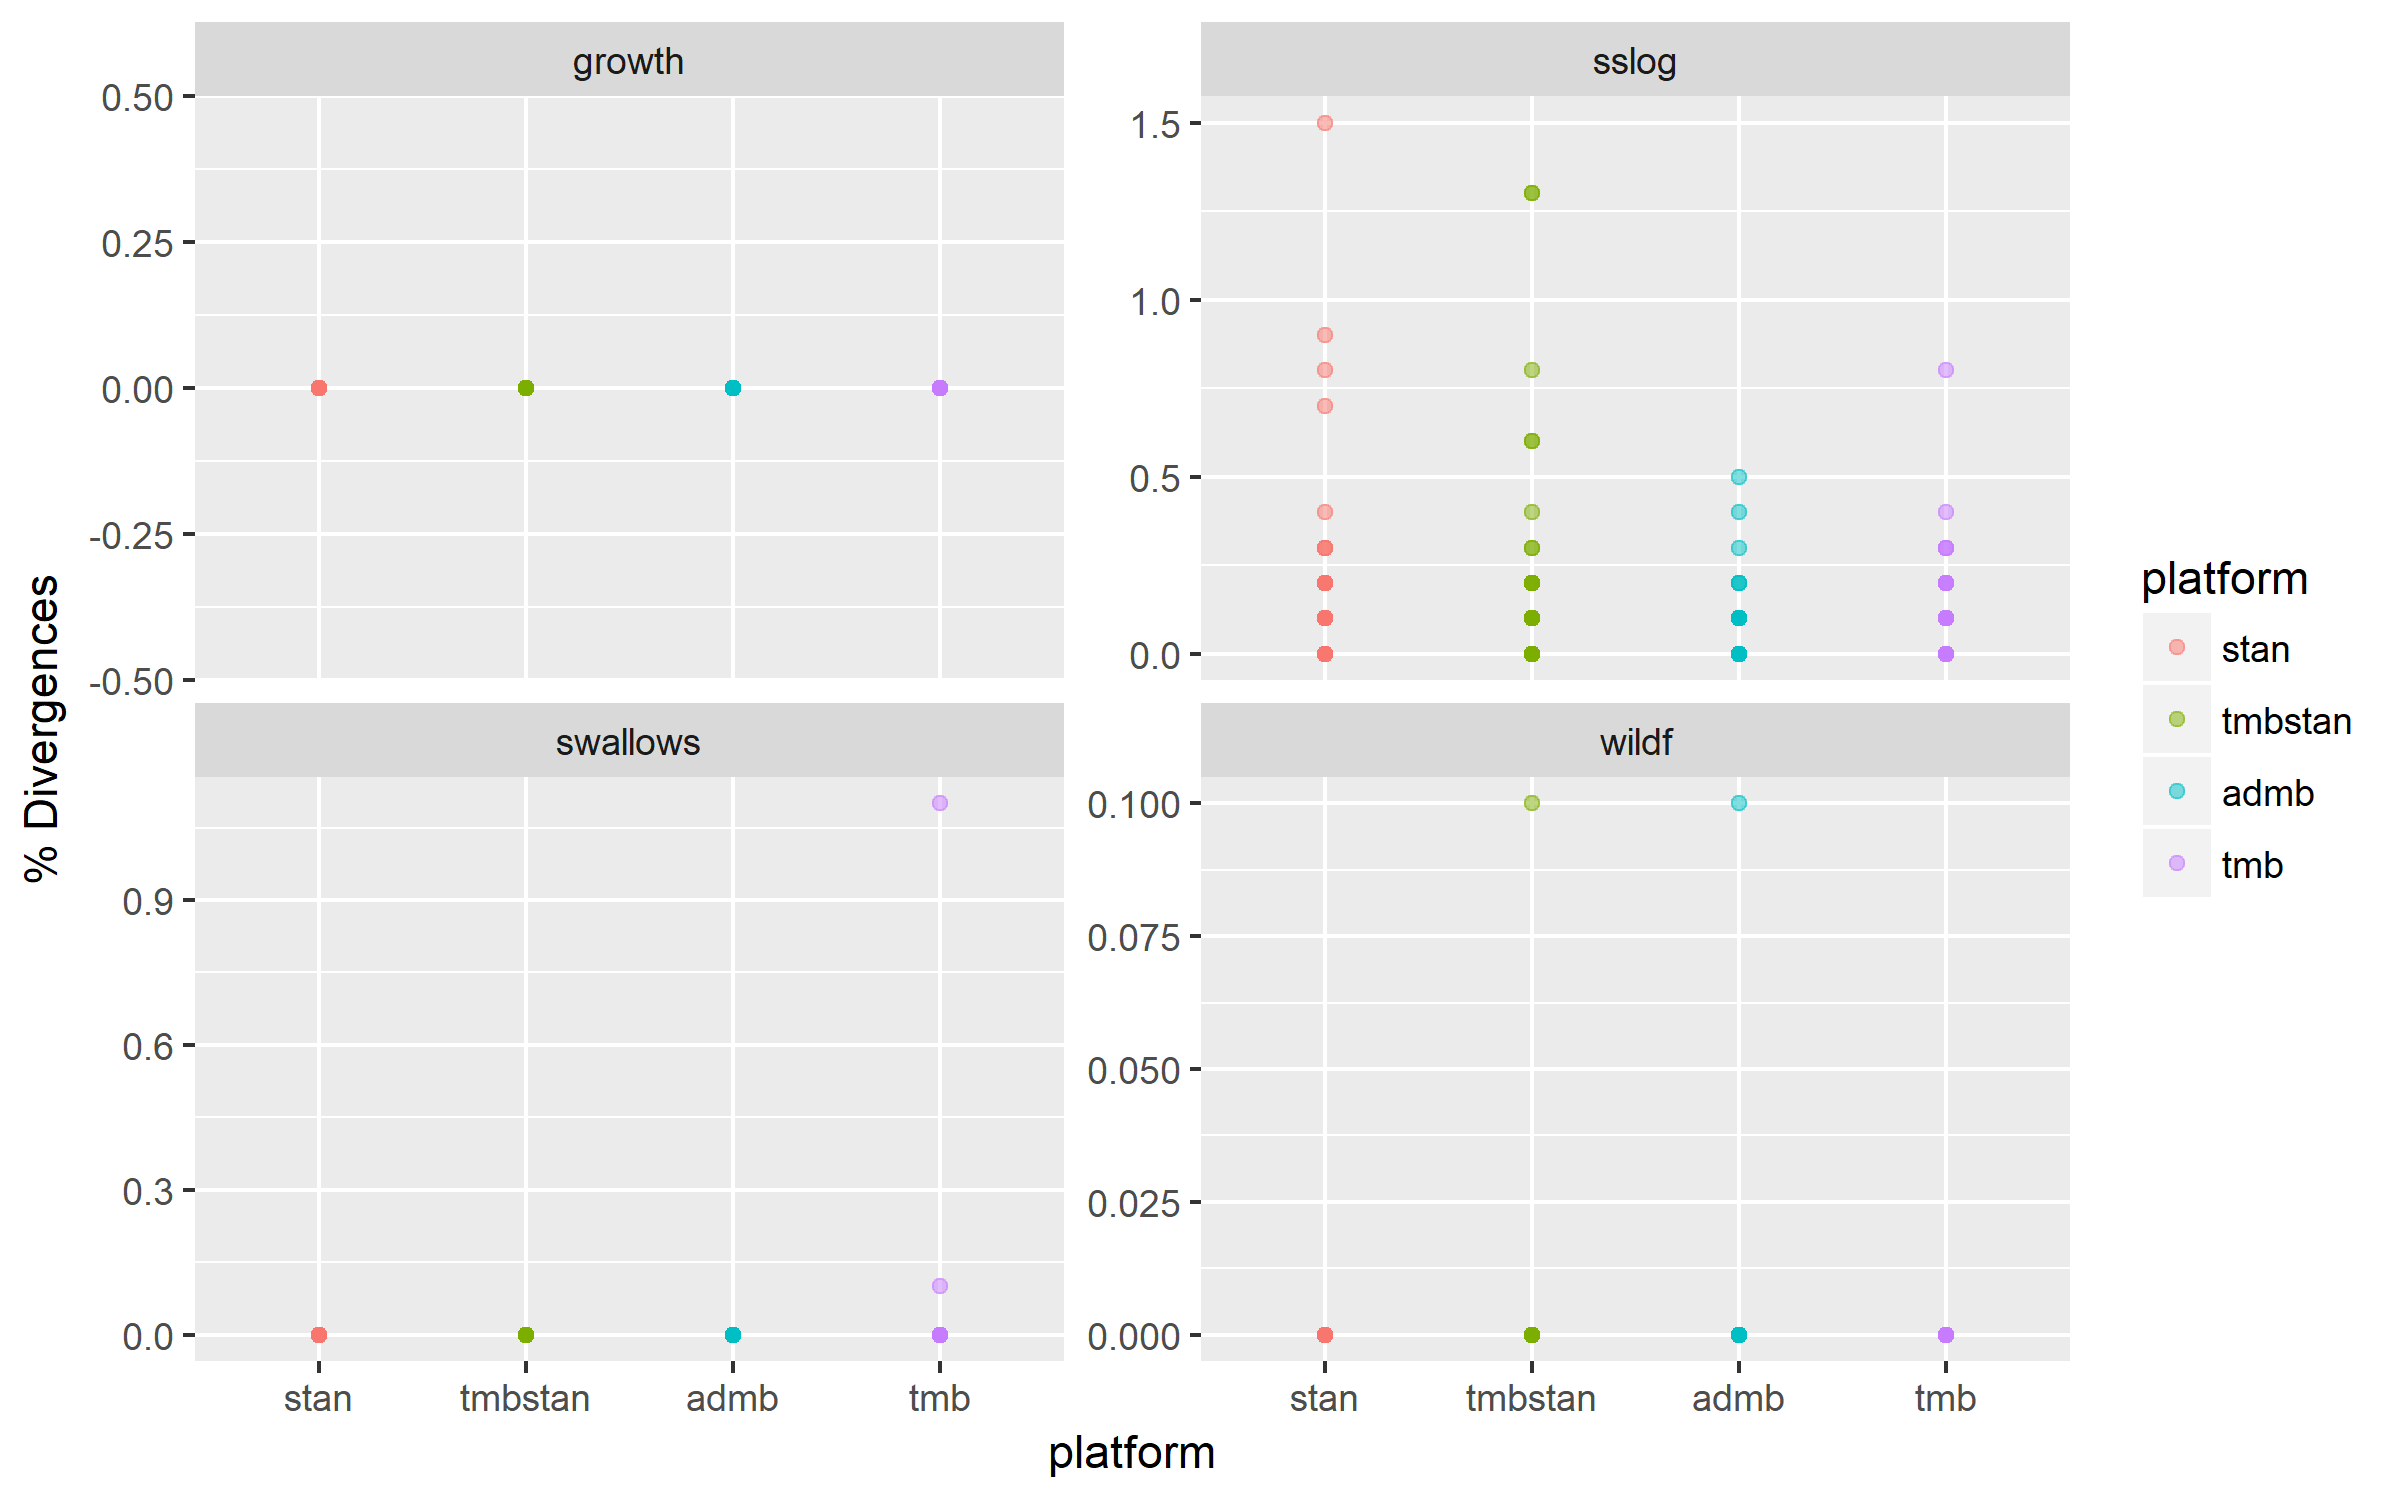 growth
0.50
0.25
0.00
-0.25
-0.50
sslog
1.5
1.0
0.5
0.0
swallows
0.9
0.6
0.3
0.0
stan tmbstan admb tmb
wildf
0.100
0.075
0.050
0.025
0.000
stan tmbstan admb tmb
% Divergences
platform
platform
stan
tmbstan
admb
tmb